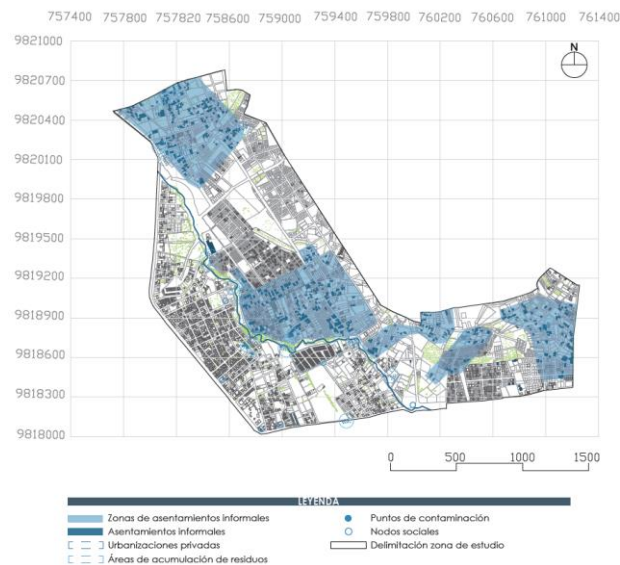 757400 757800 758200 758600 759000 759400 759800 760200 760600 761000 761400
9821000
N
9820700
9820400
9820100
9819800
9819500
9819200
9818900
9818600
9818300
9818000
0 500 1000 1500
LEYENDA
Zonas de asentamientos informales
Asentamientos informales
Urbanizaciones privadas
Áreas de acumulación de residuos
Puntos de contaminación
Nodos sociales
Delimitación zona de estudio